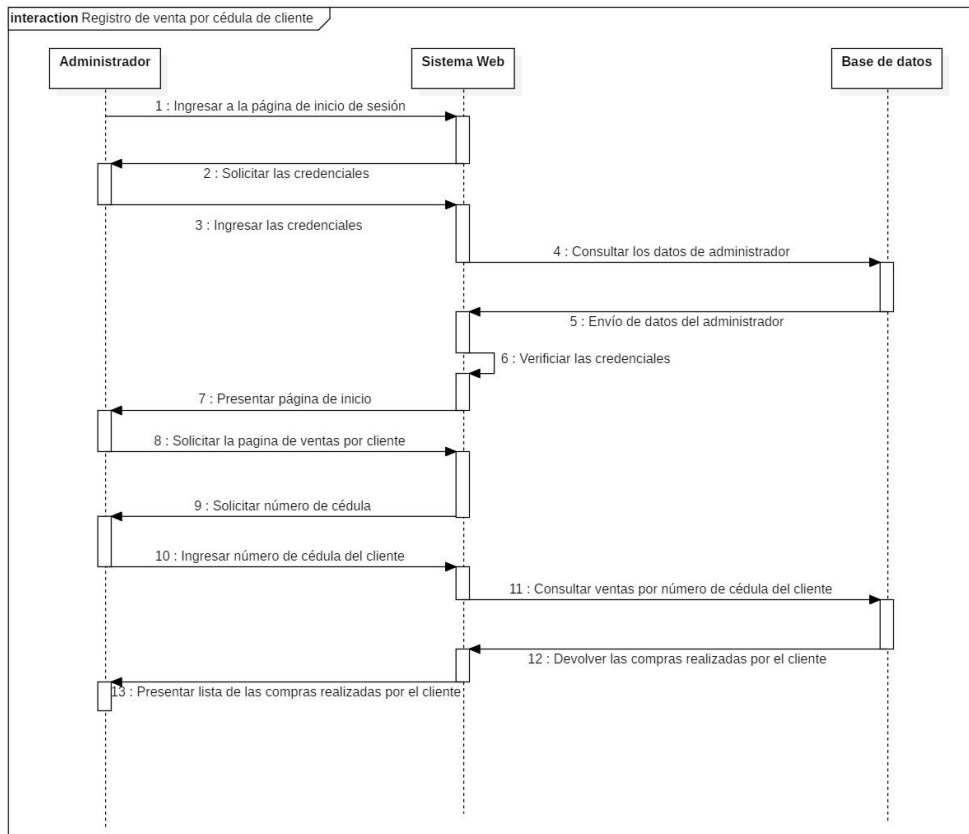 interaction Registro de venta por cédula de cliente
Administrador
Sistema Web
Base de datos
1 : Ingresar a la página de inicio de sesión
2 : Solicitar las credenciales
3 : Ingresar las credenciales
4 : Consultar los datos de administrador
5 : Envío de datos del administrador
6 : Verificiar las credenciales
7 : Presentar página de inicio
8 : Solicitar la pagina de ventas por cliente
9 : Solicitar número de cédula
10 : Ingresar número de cédula del cliente
11 : Consultar ventas por número de cédula del cliente
12 : Devolver las compras realizadas por el cliente
13 : Presentar lista de las compras realizadas por el cliente